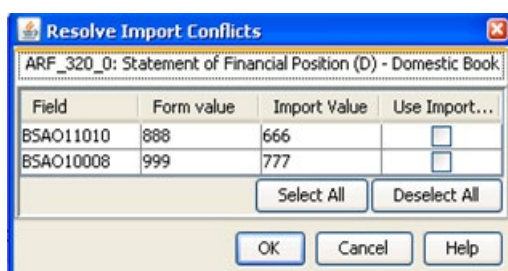 Resolve Import Conflicts
ARF_320_0: Statement of Financial Position (D) - Domestic Book
Field Form value Import Value Use Import...
BSAO11010 888 666
BSAO10008 999 777
Select All Deselect All
OK Cancel Help